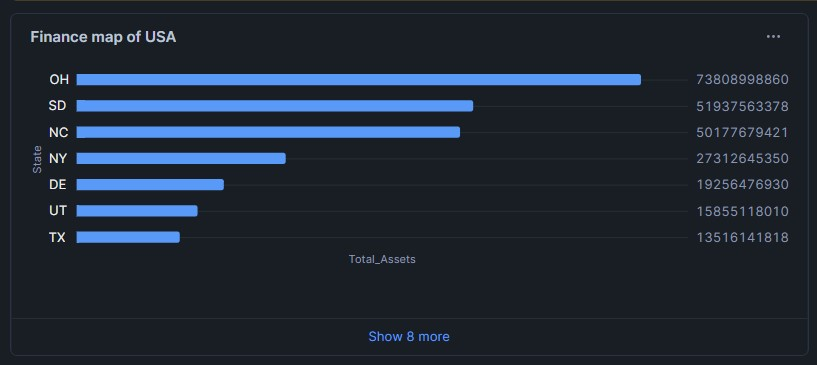 Finance map of USA
OH 73808998860
SD 51937563378
NC 50177679421
State
NY 27312645350
DE 19256476930
UT 15855118010
TX 13516141818
Total_Assets
Show 8 more